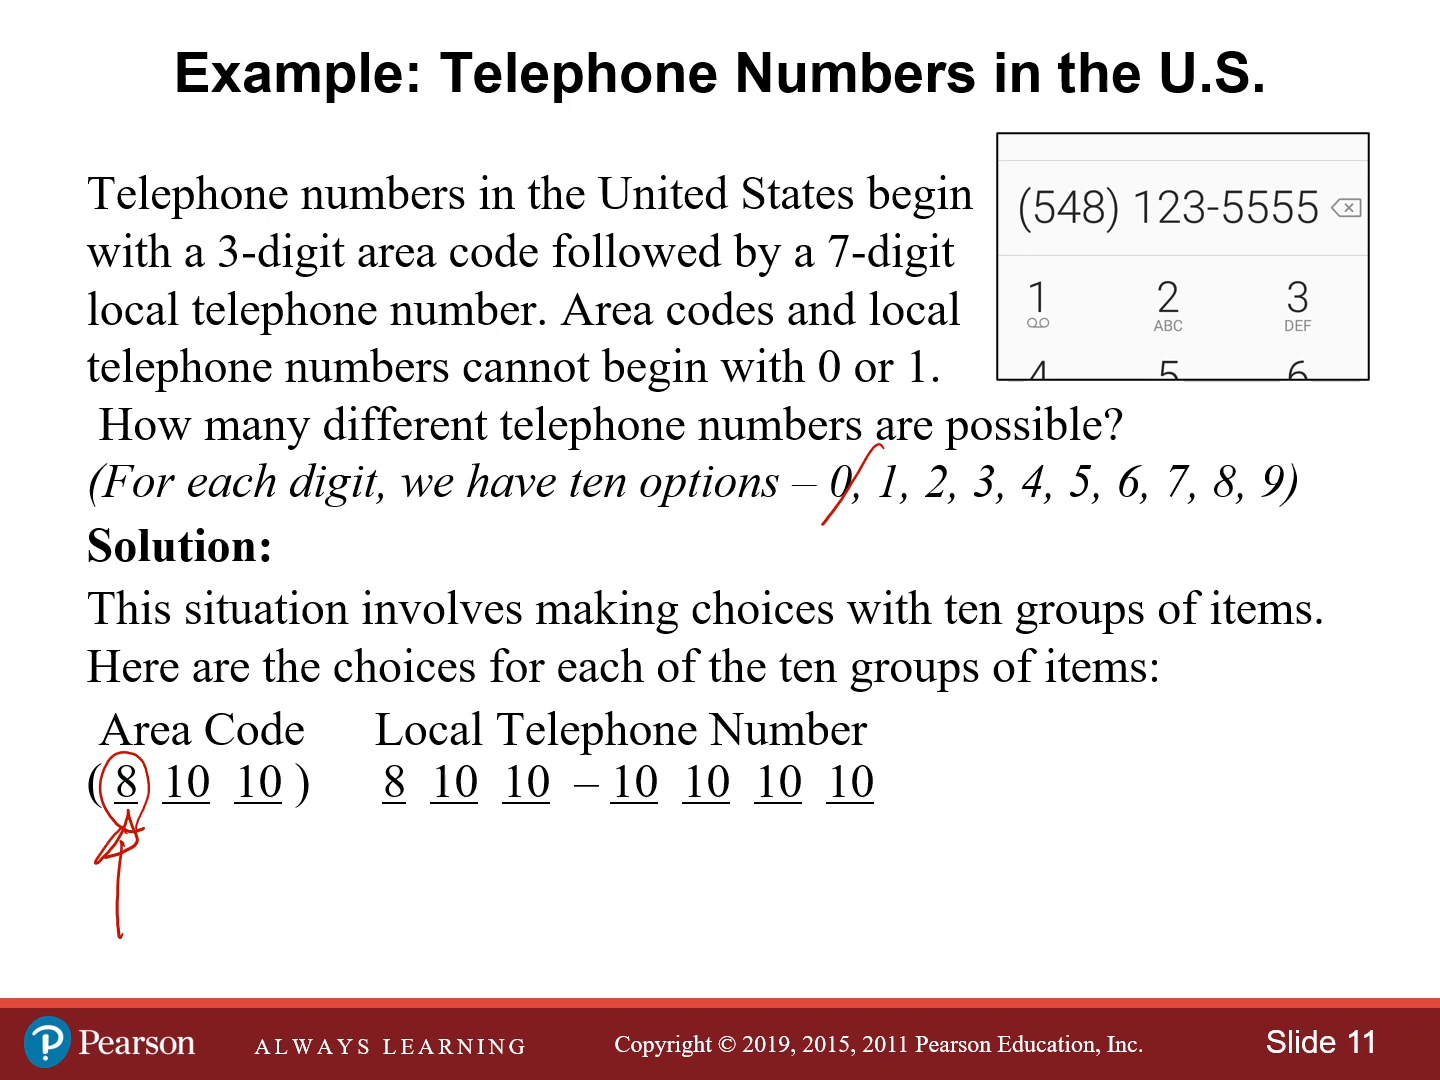 Example: Telephone Numbers in the U.S.
Telephone numbers in the United States begin
with a 3-digit area code followed by a 7-digit
local telephone number. Area codes and local
telephone numbers cannot begin with 0 or 1.
(548) 123-5555
1 2 3
ABC DEF
4 5 6
How many different telephone numbers are possible?
(For each digit, we have ten options – 0, 1, 2, 3, 4, 5, 6, 7, 8, 9)
Solution:
This situation involves making choices with ten groups of items.
Here are the choices for each of the ten groups of items:
Area Code Local Telephone Number
( 8 10 10 ) 8 10 10 – 10 10 10 10
Pearson ALWAYS LEARNING Copyright © 2019, 2015, 2011 Pearson Education, Inc. Slide 11